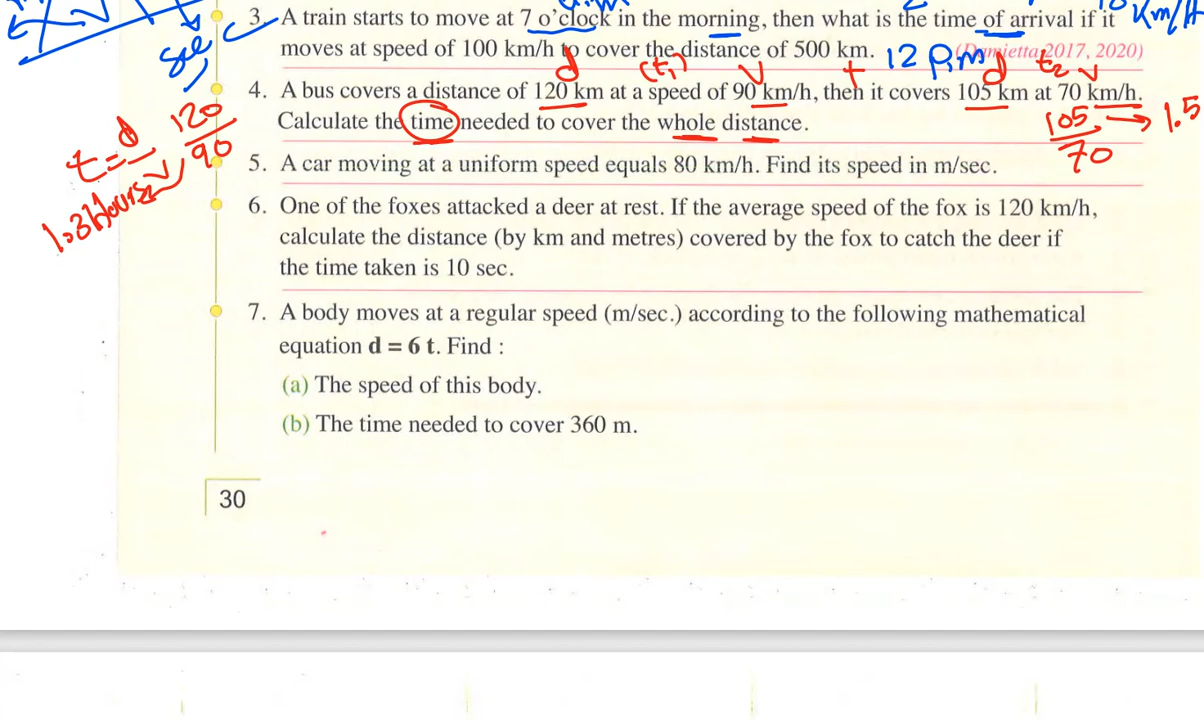 3. A train starts to move at 7 o'clock in the morning, then what is the time of arrival if it
Km/H
moves at speed of 100 km/h to cover the distance of 500 km. 12 P.m
d (t1) V t d t2 V
4. A bus covers a distance of 120 km at a speed of 90 km/h, then it covers 105 km at 70 km/h.
Calculate the time needed to cover the whole distance.
105/70 → 1.5
t = d/V 120/90
1.3 Hours
5. A car moving at a uniform speed equals 80 km/h. Find its speed in m/sec.
6. One of the foxes attacked a deer at rest. If the average speed of the fox is 120 km/h,
calculate the distance (by km and metres) covered by the fox to catch the deer if
the time taken is 10 sec.
7. A body moves at a regular speed (m/sec.) according to the following mathematical
equation d = 6 t. Find :
(a) The speed of this body.
(b) The time needed to cover 360 m.
30